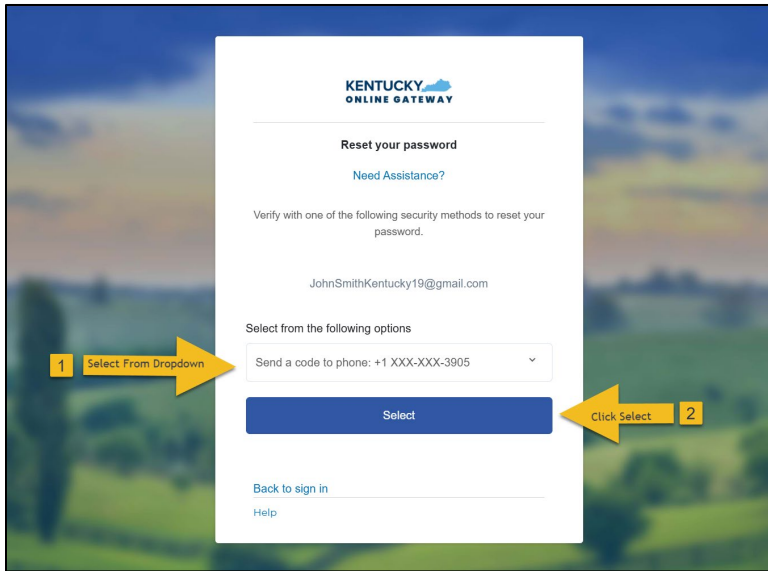 KENTUCKY
ONLINE GATEWAY
Reset your password
Need Assistance?
Verify with one of the following security methods to reset your
password.
JohnSmithKentucky19@gmail.com
Select from the following options
1 Select From Dropdown
Send a code to phone: +1 XXX-XXX-3905
Select
Click Select 2
Back to sign in
Help